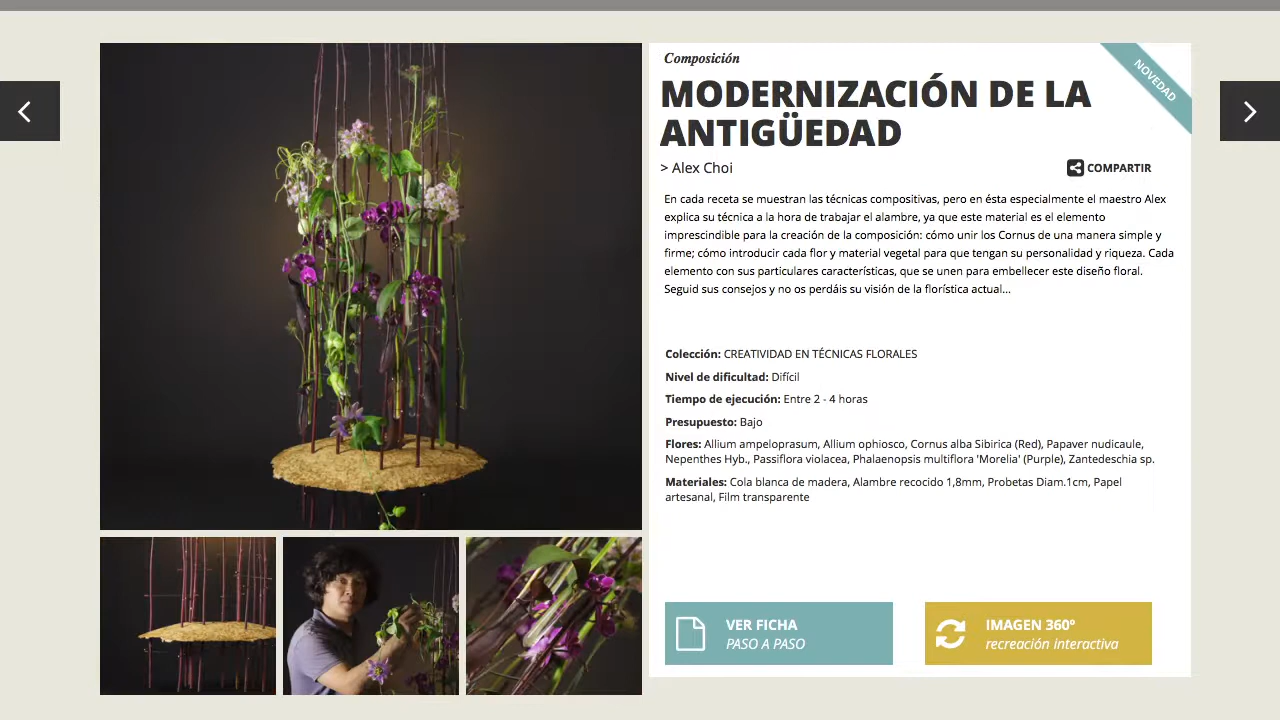 Composición
NOVEDAD
MODERNIZACIÓN DE LA
ANTIGÜEDAD
> Alex Choi
COMPARTIR
En cada receta se muestran las técnicas compositivas, pero en ésta especialmente el maestro Alex
explica su técnica a la hora de trabajar el alambre, ya que este material es el elemento
imprescindible para la creación de la composición: cómo unir los Cornus de una manera simple y
firme; cómo introducir cada flor y material vegetal para que tengan su personalidad y riqueza. Cada
elemento con sus particulares características, que se unen para embellecer este diseño floral.
Seguid sus consejos y no os perdáis su visión de la florística actual...
Colección: CREATIVIDAD EN TÉCNICAS FLORALES
Nivel de dificultad: Difícil
Tiempo de ejecución: Entre 2 - 4 horas
Presupuesto: Bajo
Flores: Allium ampeloprasum, Allium ophiosco, Cornus alba Sibirica (Red), Papaver nudicaule,
Nepenthes Hyb., Passiflora violacea, Phalaenopsis multiflora 'Morelia' (Purple), Zantedeschia sp.
Materiales: Cola blanca de madera, Alambre recocido 1,8mm, Probetas Diam.1cm, Papel
artesanal, Film transparente
VER FICHA
PASO A PASO
IMAGEN 360º
recreación interactiva